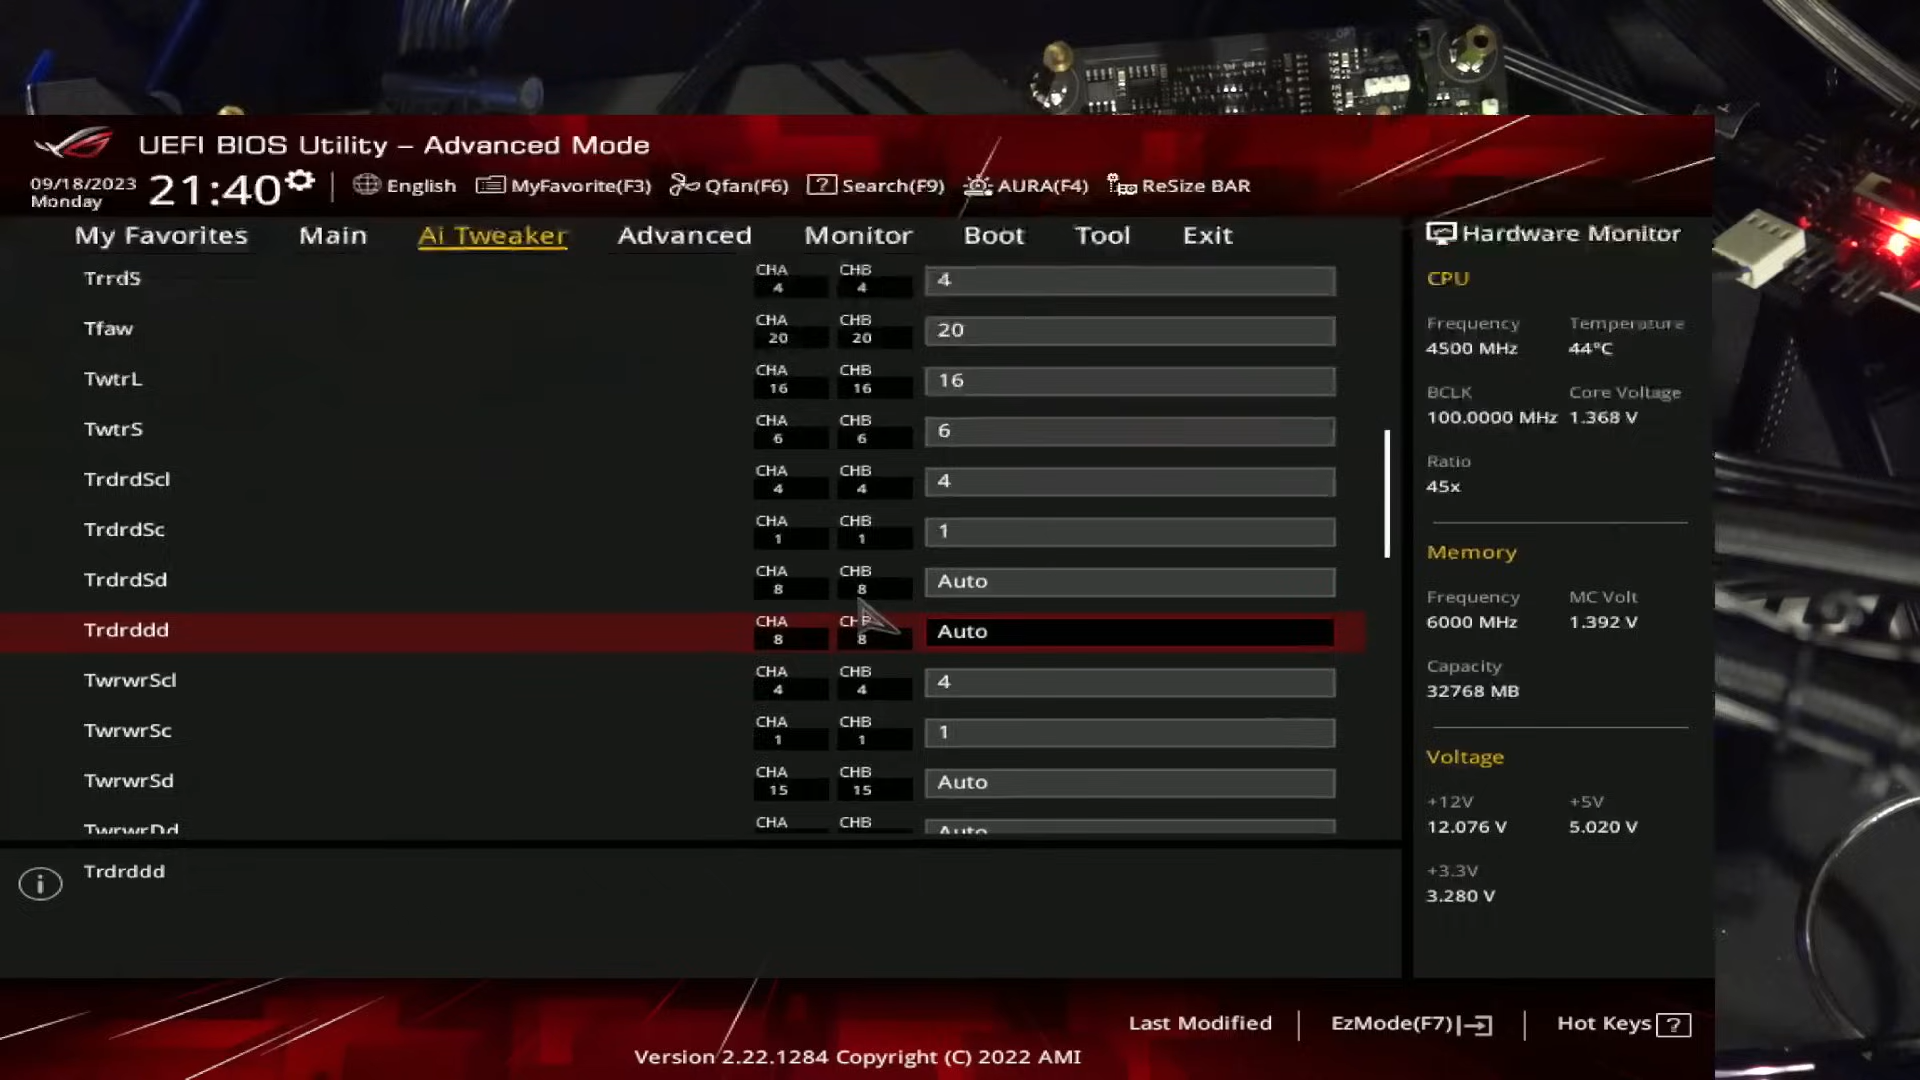 UEFI BIOS Utility – Advanced Mode
09/18/2023
Monday
21:40
English
MyFavorite(F3)
Qfan(F6)
Search(F9)
AURA(F4)
ReSize BAR
My Favorites
Main
Ai Tweaker
Advanced
Monitor
Boot
Tool
Exit
TrrdS
CHA
4
CHB
4
4
Tfaw
CHA
20
CHB
20
20
TwtrL
CHA
16
CHB
16
16
TwtrS
CHA
6
CHB
6
6
TrdrdScl
CHA
4
CHB
4
4
TrdrdSc
CHA
1
CHB
1
1
TrdrdSd
CHA
8
CHB
8
Auto
Trdrddd
CHA
8
CHB
8
Auto
TwrwrScl
CHA
4
CHB
4
4
TwrwrSc
CHA
1
CHB
1
1
TwrwrSd
CHA
15
CHB
15
Auto
TwrwrDd
CHA
CHB
Auto
Trdrddd
Hardware Monitor
CPU
Frequency
4500 MHz
Temperature
44°C
BCLK
100.0000 MHz
Core Voltage
1.368 V
Ratio
45x
Memory
Frequency
6000 MHz
MC Volt
1.392 V
Capacity
32768 MB
Voltage
+12V
12.076 V
+5V
5.020 V
+3.3V
3.280 V
Last Modified
EzMode(F7)
Hot Keys ?
Version 2.22.1284 Copyright (C) 2022 AMI